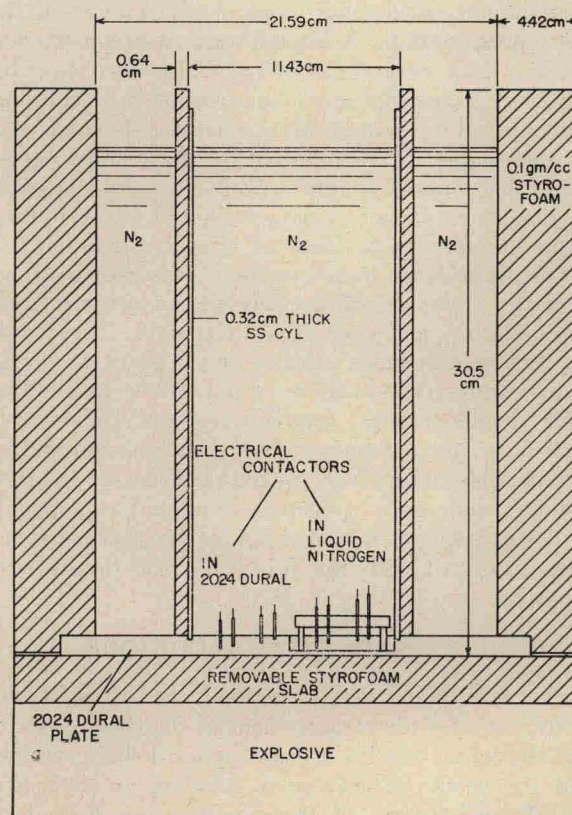 21.59cm
4.42cm
0.64
cm
11.43cm
0.1 gm/cc
STYRO-
FOAM
N2
N2
N2
0.32cm THICK
SS CYL
30.5
cm
ELECTRICAL
CONTACTORS
IN
LIQUID
NITROGEN
IN
2024 DURAL
REMOVABLE STYROFOAM
SLAB
2024 DURAL
PLATE
EXPLOSIVE